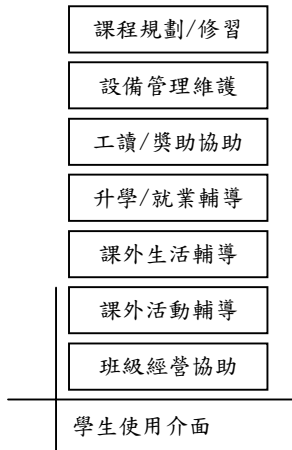 課程規劃/修習
設備管理維護
工讀/獎助協助
升學/就業輔導
課外生活輔導
課外活動輔導
班級經營協助
學生使用介面